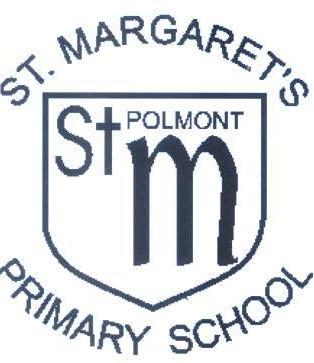 ST. MARGARET'S
St POLMONT
m
PRIMARY SCHOOL